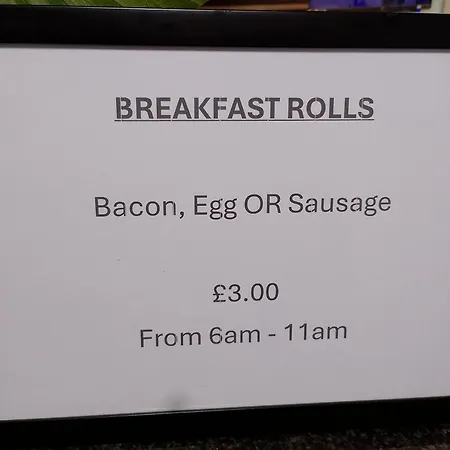 BREAKFAST ROLLS
Bacon, Egg OR Sausage
£3.00
From 6am - 11am